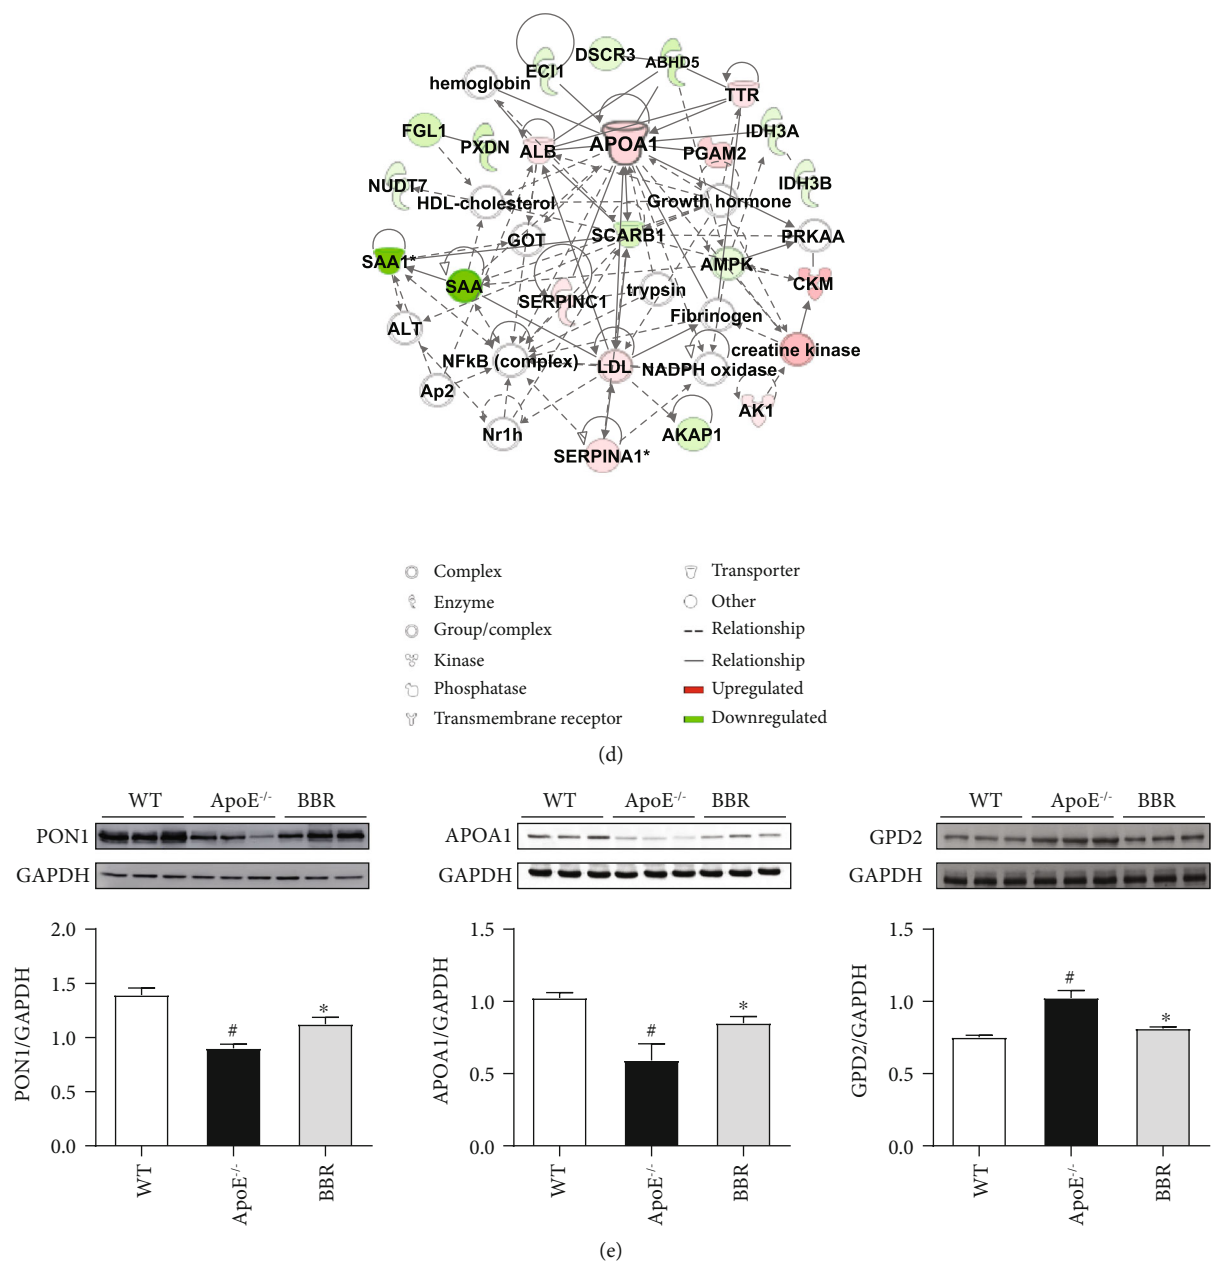 DSCR3
ABHD5
ECI1
hemoglobin
TTR
FGL1
PXDN
ALB
APOA1
PGAM2
IDH3A
NUDT7
HDL-cholesterol
Growth hormone
IDH3B
GOT
SCARB1
PRKAA
SAA1*
SAA
AMPK
CKM
SERPINC1
trypsin
Fibrinogen
ALT
NFkB (complex)
LDL
NADPH oxidase
creatine kinase
Ap2
AK1
Nr1h
AKAP1
SERPINA1*
Complex
Enzyme
Group/complex
Kinase
Phosphatase
Transmembrane receptor
Transporter
Other
Relationship
Relationship
Upregulated
Downregulated
(d)
WT ApoE-/- BBR
PON1
GAPDH
PON1/GAPDH
2.0
1.5
1.0
0.5
0.0
#
*
WT
ApoE-/-
BBR
WT ApoE-/- BBR
APOA1
GAPDH
APOA1/GAPDH
1.5
1.0
0.5
0.0
#
*
WT
ApoE-/-
BBR
WT ApoE-/- BBR
GPD2
GAPDH
GPD2/GAPDH
1.5
1.0
0.5
0.0
#
*
WT
ApoE-/-
BBR
(e)